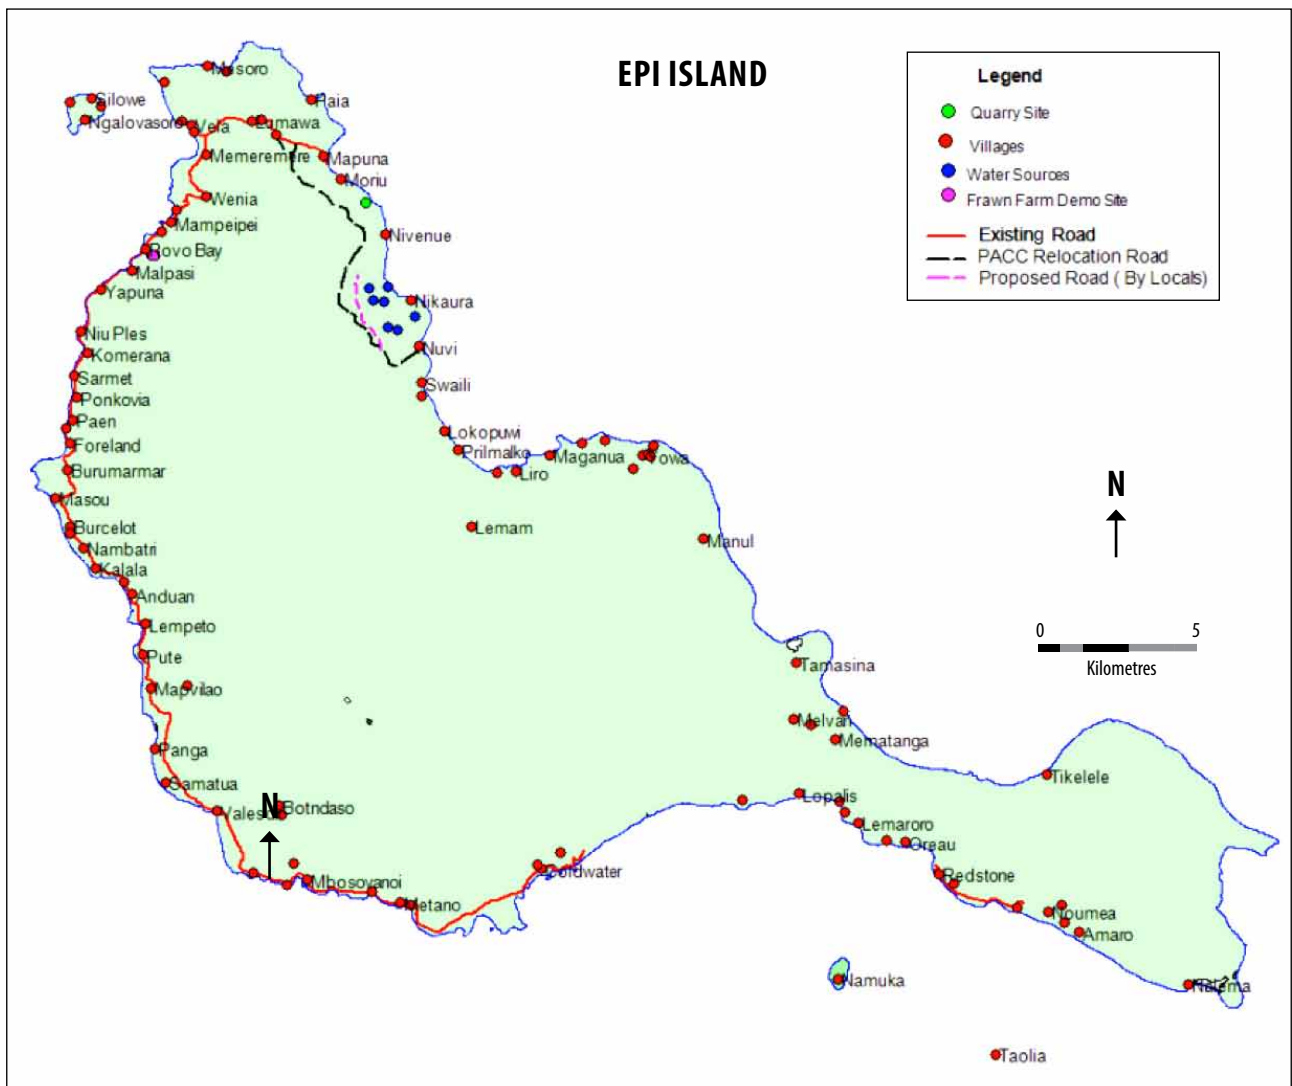 EPI ISLAND
Legend
Quarry Site
Villages
Water Sources
Frawn Farm Demo Site
Existing Road
PACC Relocation Road
Proposed Road ( By Locals)
Mesoro
Silowe
Ngalovasoro
Vela
Lumawa
Memeremere
Mapuna
Moriu
Wenia
Mampeipei
Nivenue
Rovo Bay
Malpasi
Yapuna
Nikaura
Niu Ples
Nuvi
Komerana
Sarmet
Swaili
Ponkovia
Paen
Lokopuwi
Foreland
Prilmalko
Maganua
Burumarmar
Liro
N
Masou
Burcelot
Lemam
Nambatri
Manul
Kalala
Anduan
Lempeto
0 5
Kilometres
Pute
Tamasina
Mapvilao
Melvan
Mematanga
Panga
Tikelele
Samatua
Lopalis
N
Botndaso
Lemaroro
Oreau
Coldwater
Redstone
Mbosovanoi
Metano
Noumea
Amaro
Namuka
Taolia